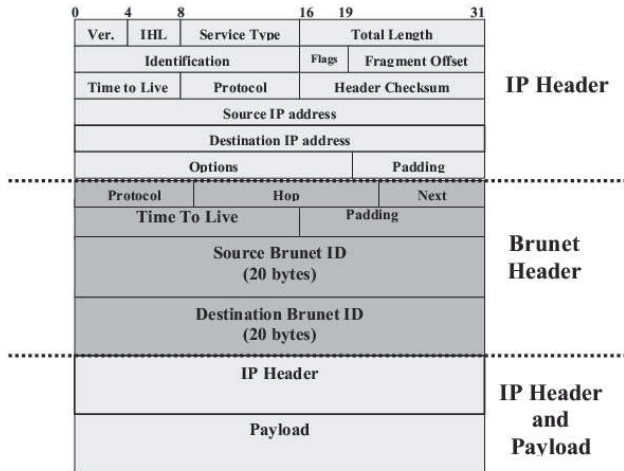 0 4 8 16 19 31
Ver. IHL Service Type Total Length
Identification Flags Fragment Offset
Time to Live Protocol Header Checksum
Source IP address
Destination IP address
Options Padding
IP Header
Protocol Hop Next
Time To Live Padding
Source Brunet ID
(20 bytes)
Destination Brunet ID
(20 bytes)
Brunet
Header
IP Header
Payload
IP Header
and
Payload